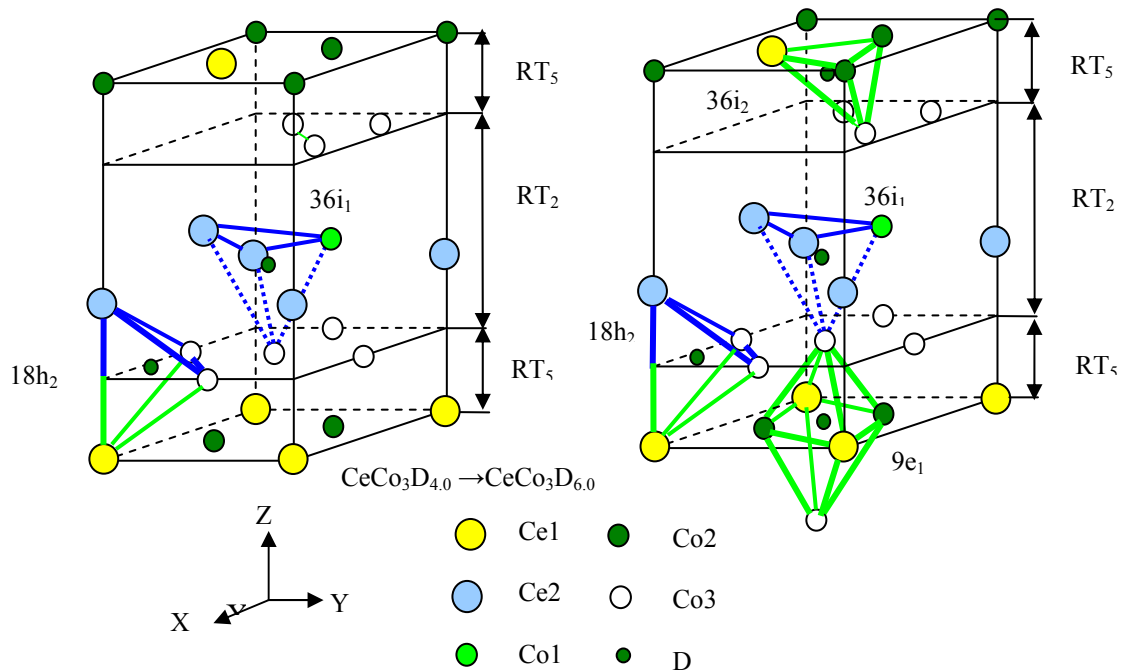 RT5
RT5
36i2
RT2
RT2
36i1
36i1
18h2
18h2
RT5
RT5
9e1
CeCo3D4.0 →CeCo3D6.0
Z
Ce1
Co2
Ce2
Co3
X
Y
Co1
D